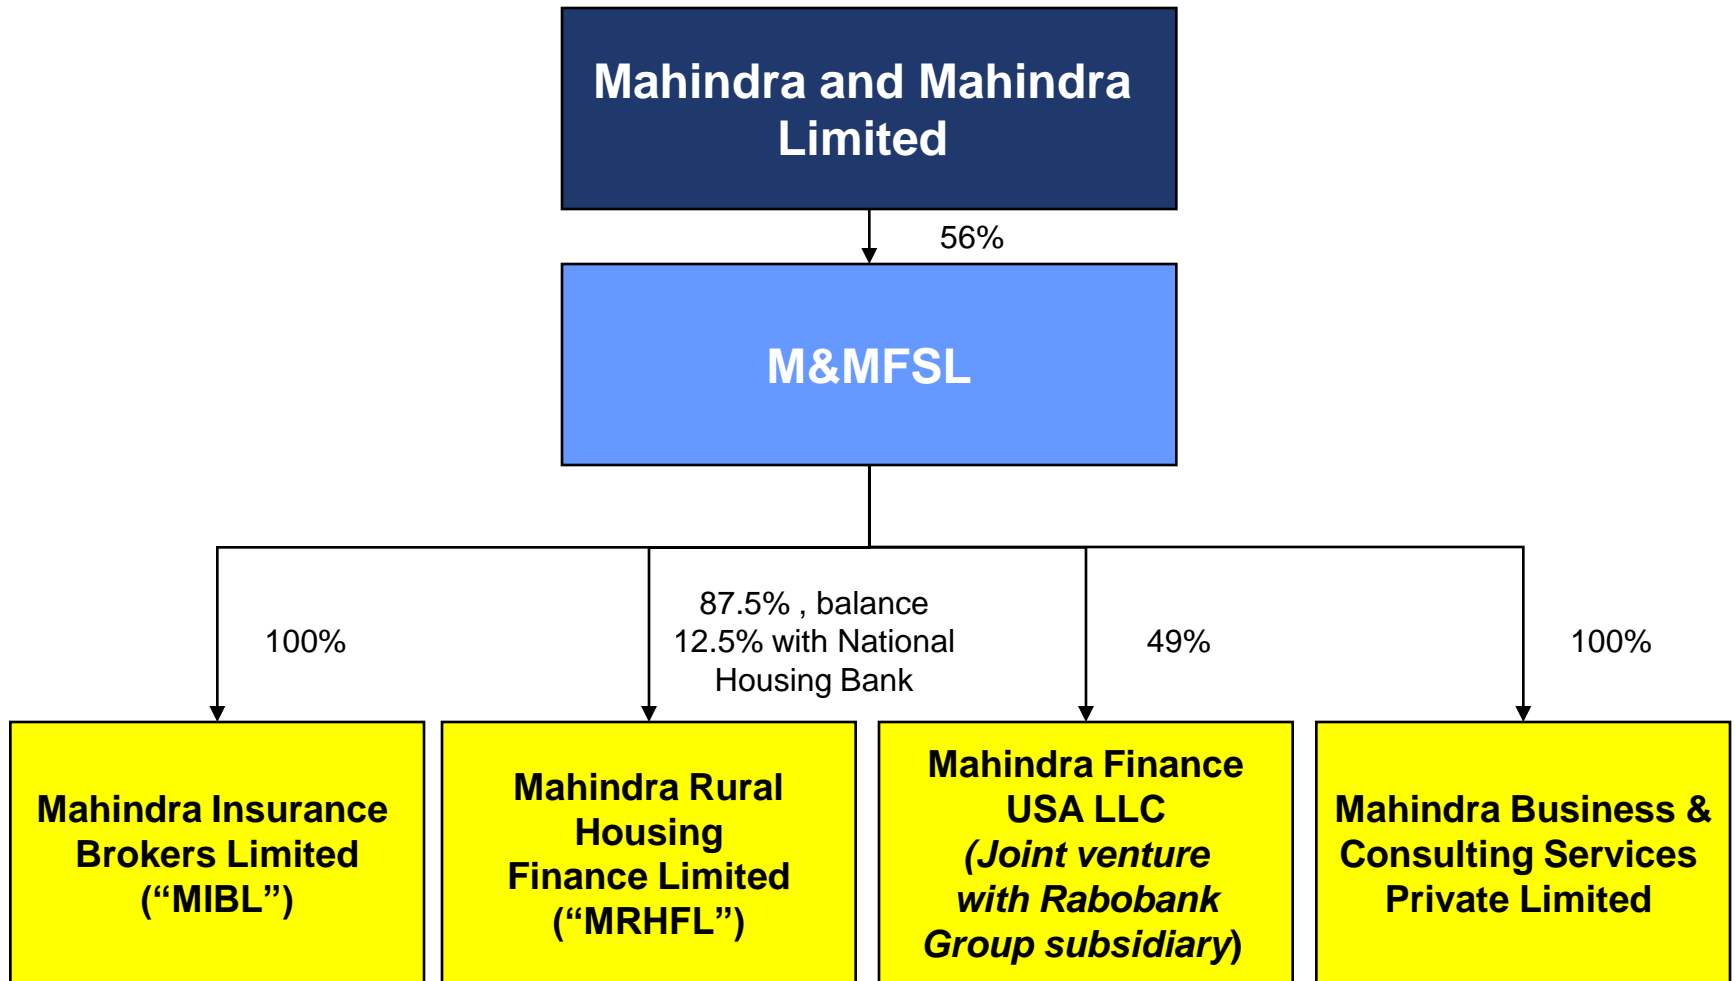 Mahindra and Mahindra
Limited
56%
M&MFSL
100%
87.5% , balance
12.5% with National
Housing Bank
49%
100%
Mahindra Insurance
Brokers Limited
(“MIBL”)
Mahindra Rural
Housing
Finance Limited
(“MRHFL”)
Mahindra Finance
USA LLC
(Joint venture
with Rabobank
Group subsidiary)
Mahindra Business &
Consulting Services
Private Limited